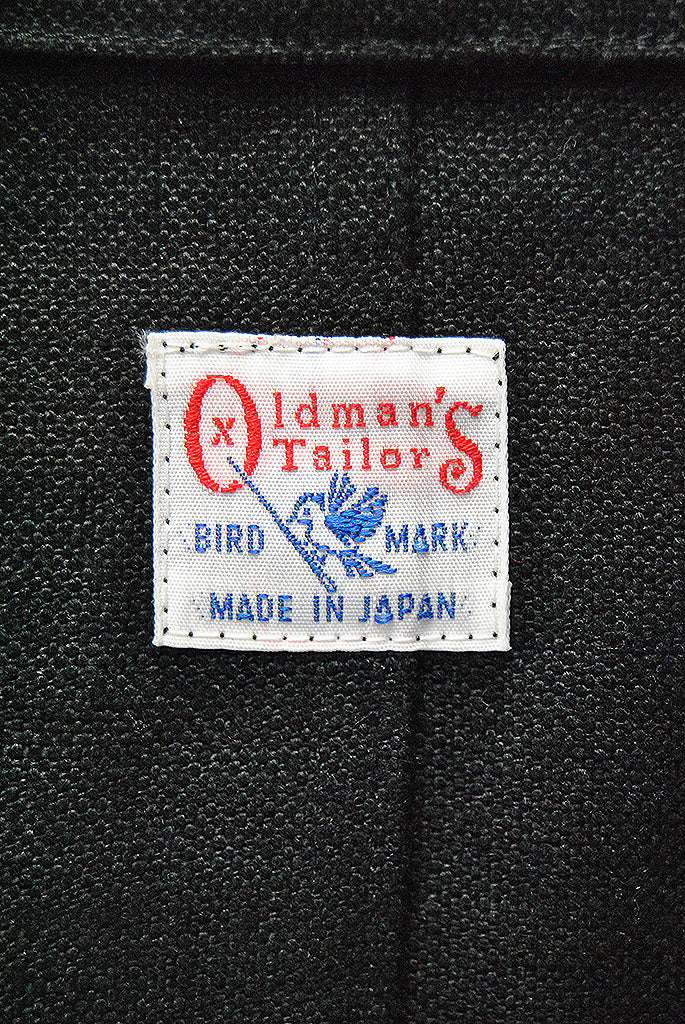 Oldman's
Tailor
X
BIRD MARK
MADE IN JAPAN